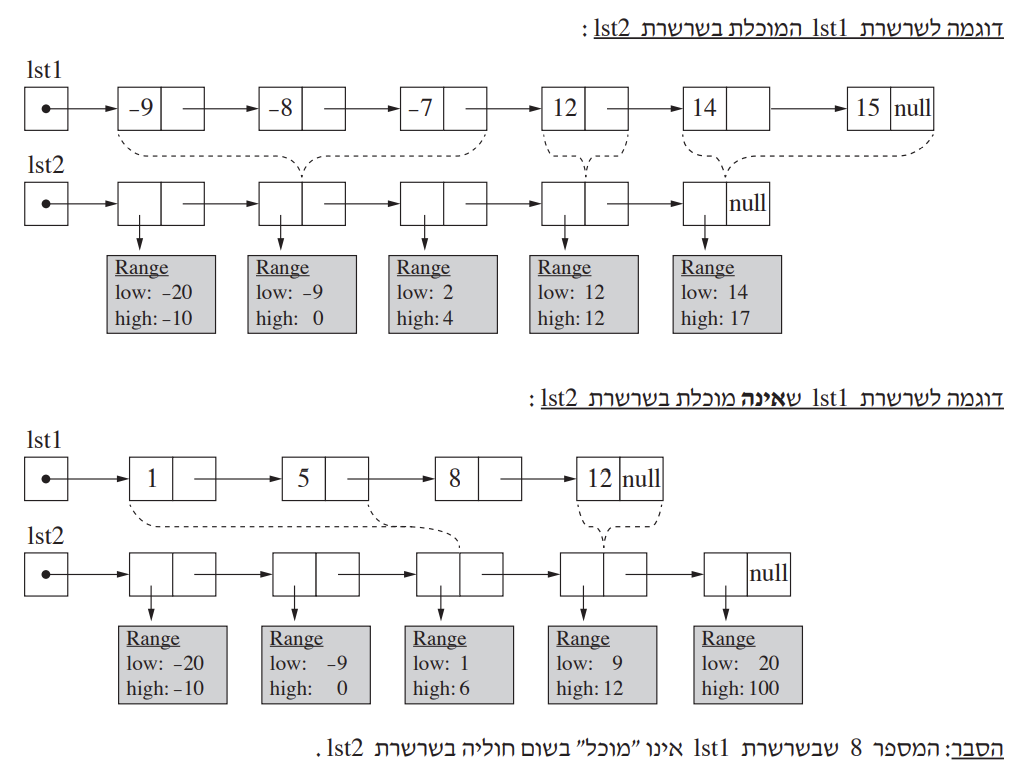 דוגמה לשרשרת lst1 המוכלת בשרשרת lst2 :
lst1
–9 –8 –7 12 14 15 null
lst2
null
Range Range Range Range Range
low: –20 low: –9 low: 2 low: 12 low: 14
high: –10 high: 0 high: 4 high: 12 high: 17
דוגמה לשרשרת lst1 שאינה מוכלת בשרשרת lst2 :
lst1
1 5 8 12 null
lst2
null
Range Range Range Range Range
low: –20 low: –9 low: 1 low: 9 low: 20
high: –10 high: 0 high: 6 high: 12 high: 100
הסבר: המספר 8 שבשרשרת lst1 אינו "מוכל" בשום חוליה בשרשרת lst2 .